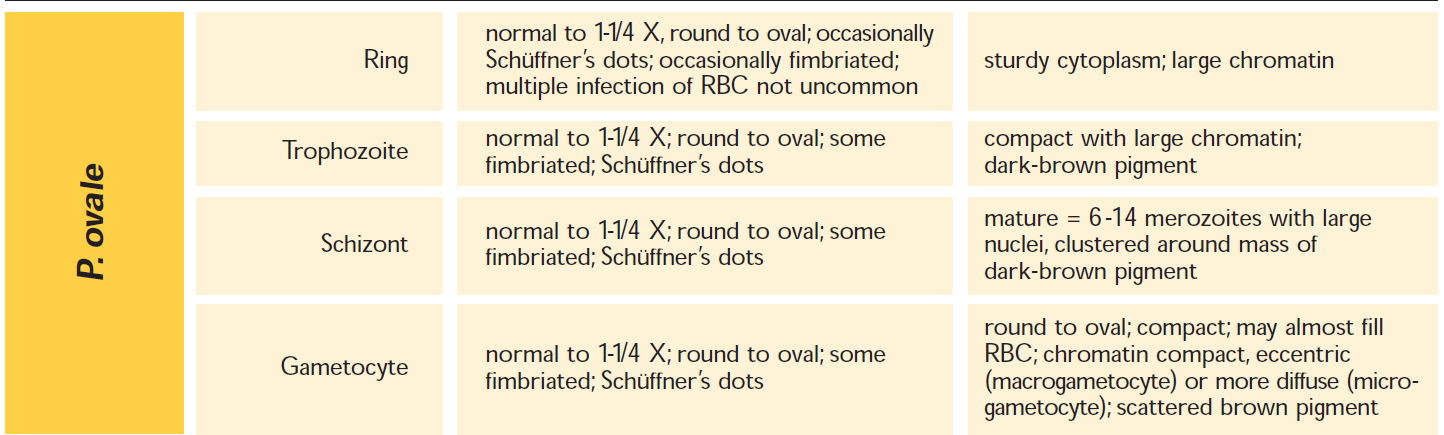 P. ovale
Ring
normal to 1-1/4 X, round to oval; occasionally
Schüffner's dots; occasionally fimbriated;
multiple infection of RBC not uncommon
sturdy cytoplasm; large chromatin
Trophozoite
normal to 1-1/4 X; round to oval; some
fimbriated; Schüffner's dots
compact with large chromatin;
dark-brown pigment
Schizont
normal to 1-1/4 X; round to oval; some
fimbriated; Schüffner's dots
mature = 6-14 merozoites with large
nuclei, clustered around mass of
dark-brown pigment
Gametocyte
normal to 1-1/4 X; round to oval; some
fimbriated; Schüffner's dots
round to oval; compact; may almost fill
RBC; chromatin compact, eccentric
(macrogametocyte) or more diffuse (micro-
gametocyte); scattered brown pigment